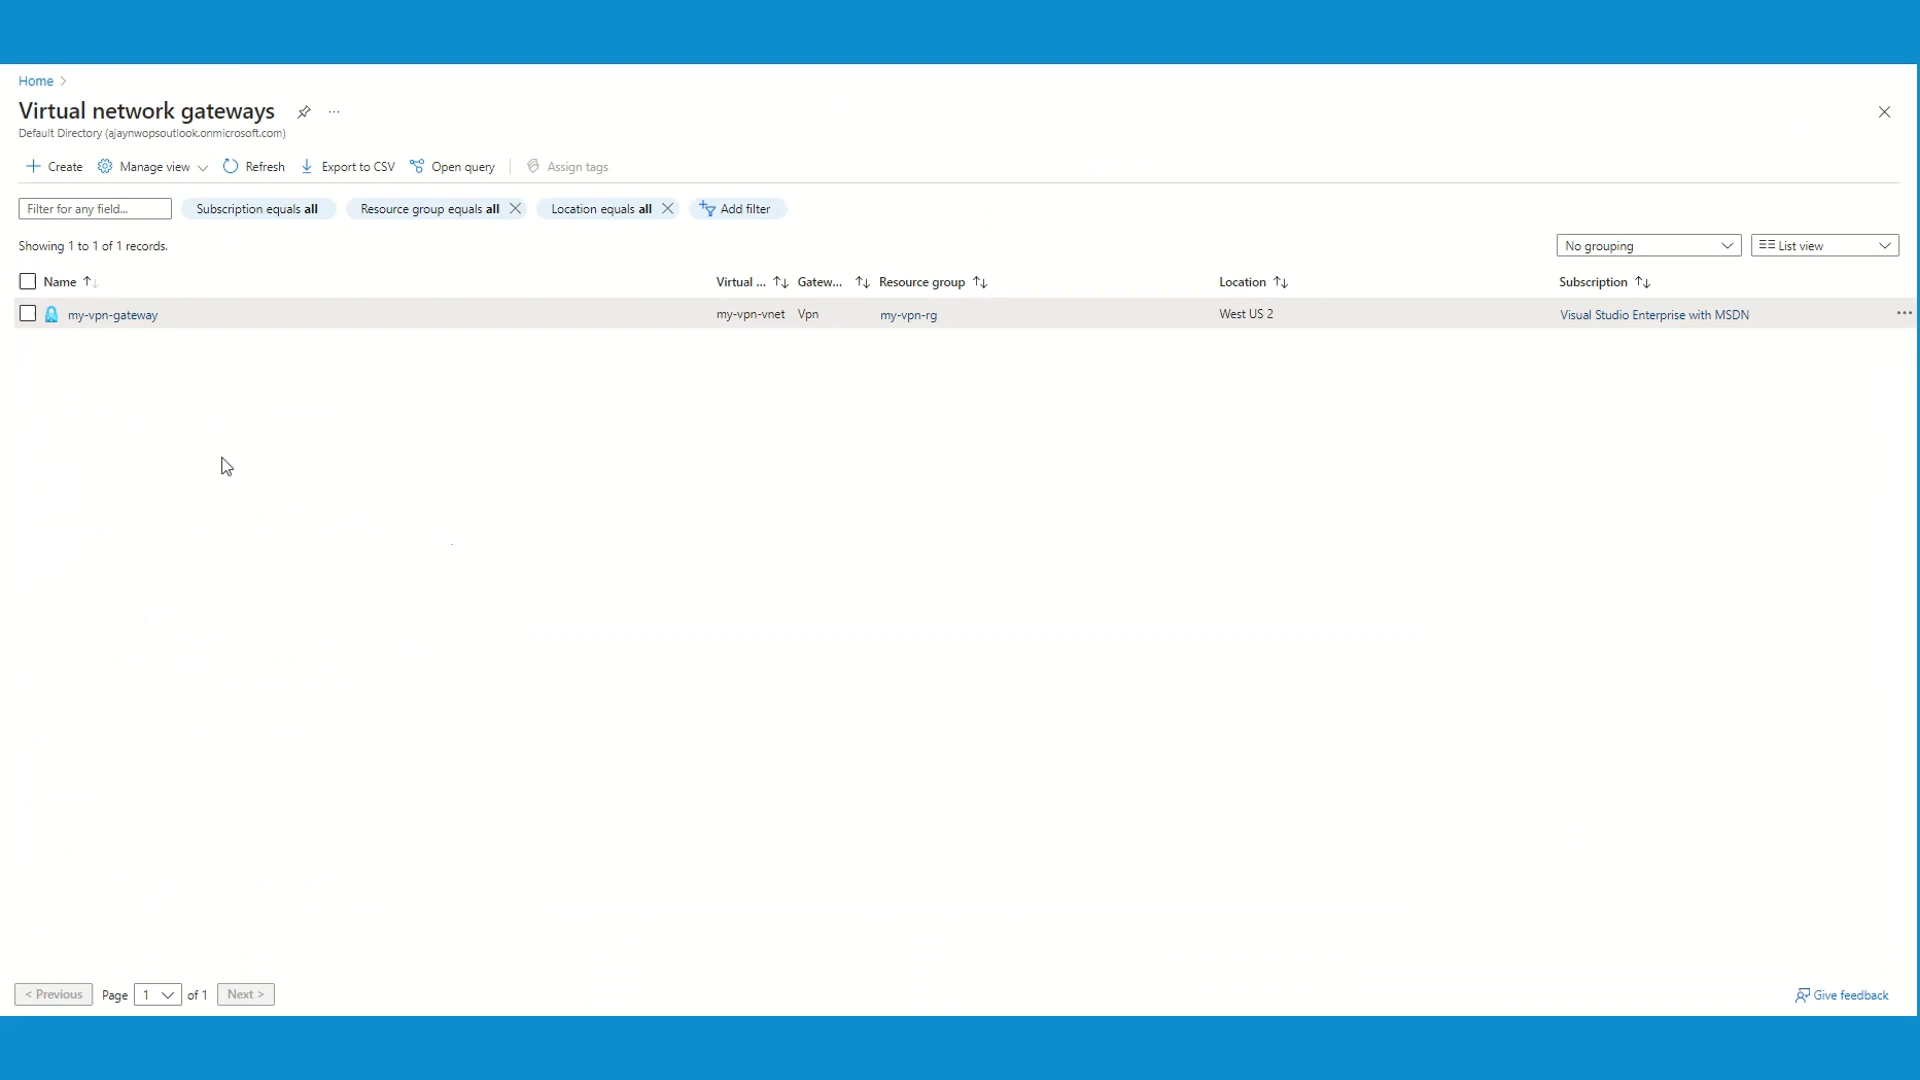 Home
Virtual network gateways
Default Directory (ajaynwopsoutlook.onmicrosoft.com)
Create Manage view Refresh Export to CSV Open query Assign tags
Filter for any field... Subscription equals all Resource group equals all Location equals all Add filter
Showing 1 to 1 of 1 records. No grouping List view
Name Virtual ... Gatew... Resource group Location Subscription
my-vpn-gateway my-vpn-vnet Vpn my-vpn-rg West US 2 Visual Studio Enterprise with MSDN
< Previous Page 1 of 1 Next > Give feedback